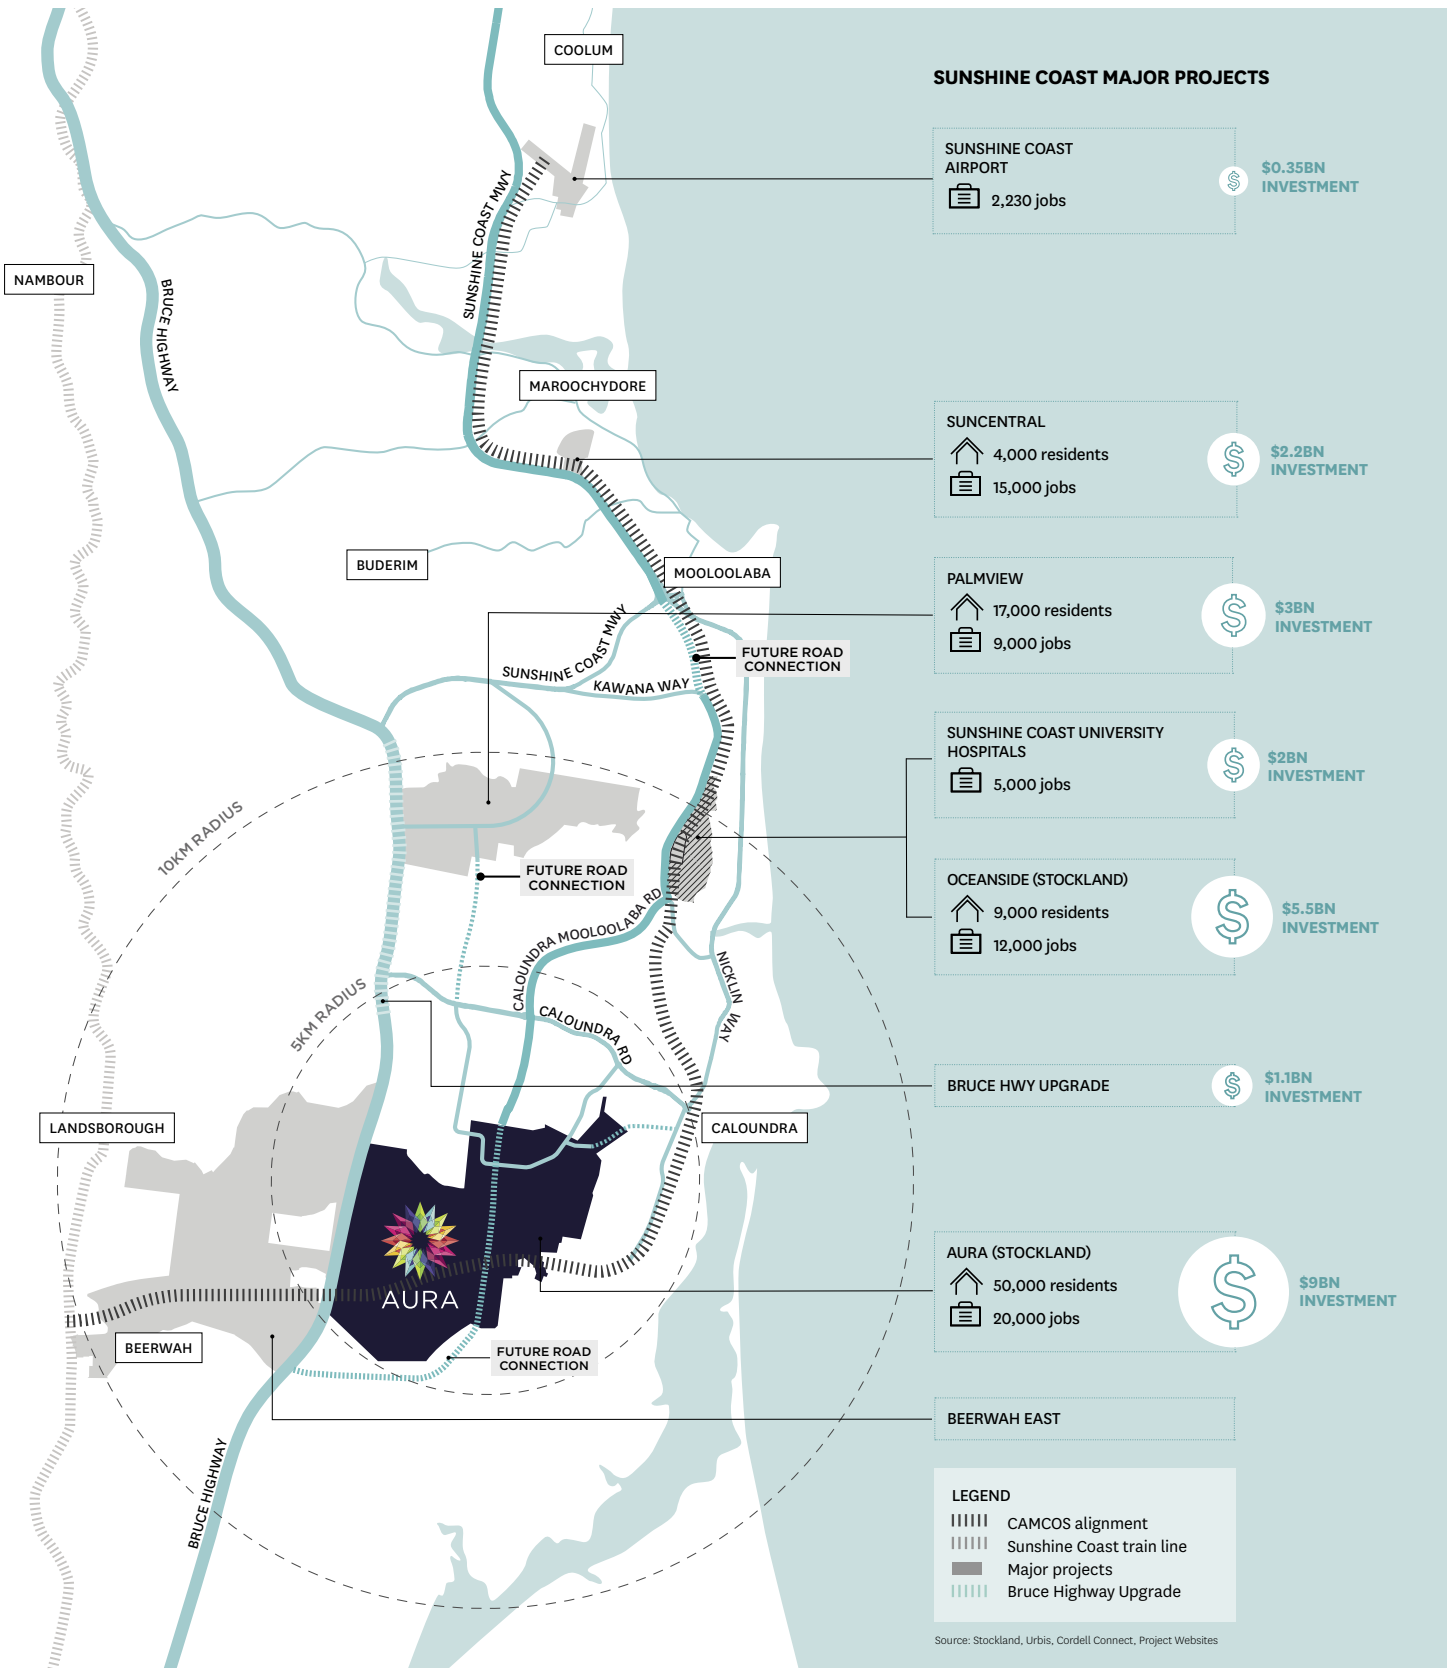 COOLUM
SUNSHINE COAST MAJOR PROJECTS
SUNSHINE COAST
AIRPORT
2,230 jobs
$0.35BN
INVESTMENT
SUNSHINE COAST MWY
NAMBOUR
BRUCE HIGHWAY
MAROOCHYDORE
SUNCENTRAL
4,000 residents
15,000 jobs
$2.2BN
INVESTMENT
BUDERIM
MOOLOOLABA
PALMVIEW
17,000 residents
9,000 jobs
$3BN
INVESTMENT
SUNSHINE COAST MWY
FUTURE ROAD
CONNECTION
KAWANA WAY
SUNSHINE COAST UNIVERSITY
HOSPITALS
5,000 jobs
$2BN
INVESTMENT
10KM RADIUS
FUTURE ROAD
CONNECTION
OCEANSIDE (STOCKLAND)
9,000 residents
12,000 jobs
$5.5BN
INVESTMENT
CALOUNDRA MOOLOOLABA RD
NICKLIN WAY
5KM RADIUS
CALOUNDRA RD
BRUCE HWY UPGRADE
$1.1BN
INVESTMENT
LANDSBOROUGH
CALOUNDRA
AURA
AURA (STOCKLAND)
50,000 residents
20,000 jobs
$9BN
INVESTMENT
BEERWAH
FUTURE ROAD
CONNECTION
BEERWAH EAST
BRUCE HIGHWAY
LEGEND
CAMCOS alignment
Sunshine Coast train line
Major projects
Bruce Highway Upgrade
Source: Stockland, Urbis, Cordell Connect, Project Websites